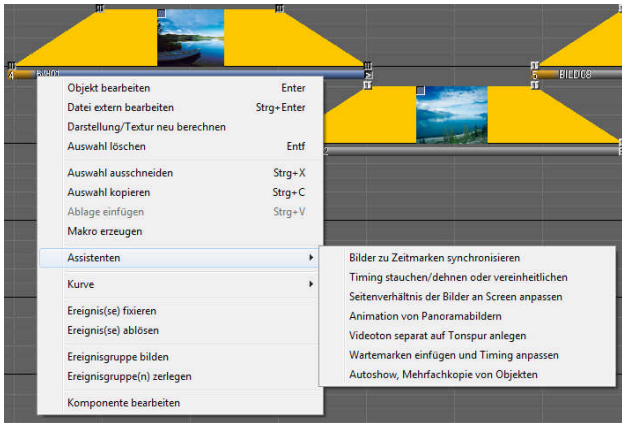 4
5 BILD08
Objekt bearbeiten Enter
Datei extern bearbeiten Strg+Enter
Darstellung/Textur neu berechnen
Auswahl löschen Entf
2
Auswahl ausschneiden Strg+X
Auswahl kopieren Strg+C
Ablage einfügen Strg+V
Makro erzeugen
Assistenten
Kurve
Ereignis(se) fixieren
Ereignis(se) ablösen
Ereignisgruppe bilden
Ereignisgruppe(n) zerlegen
Komponente bearbeiten
Bilder zu Zeitmarken synchronisieren
Timing stauchen/dehnen oder vereinheitlichen
Seitenverhältnis der Bilder an Screen anpassen
Animation von Panoramabildern
Videoton separat auf Tonspur anlegen
Wartemarken einfügen und Timing anpassen
Autoshow, Mehrfachkopie von Objekten